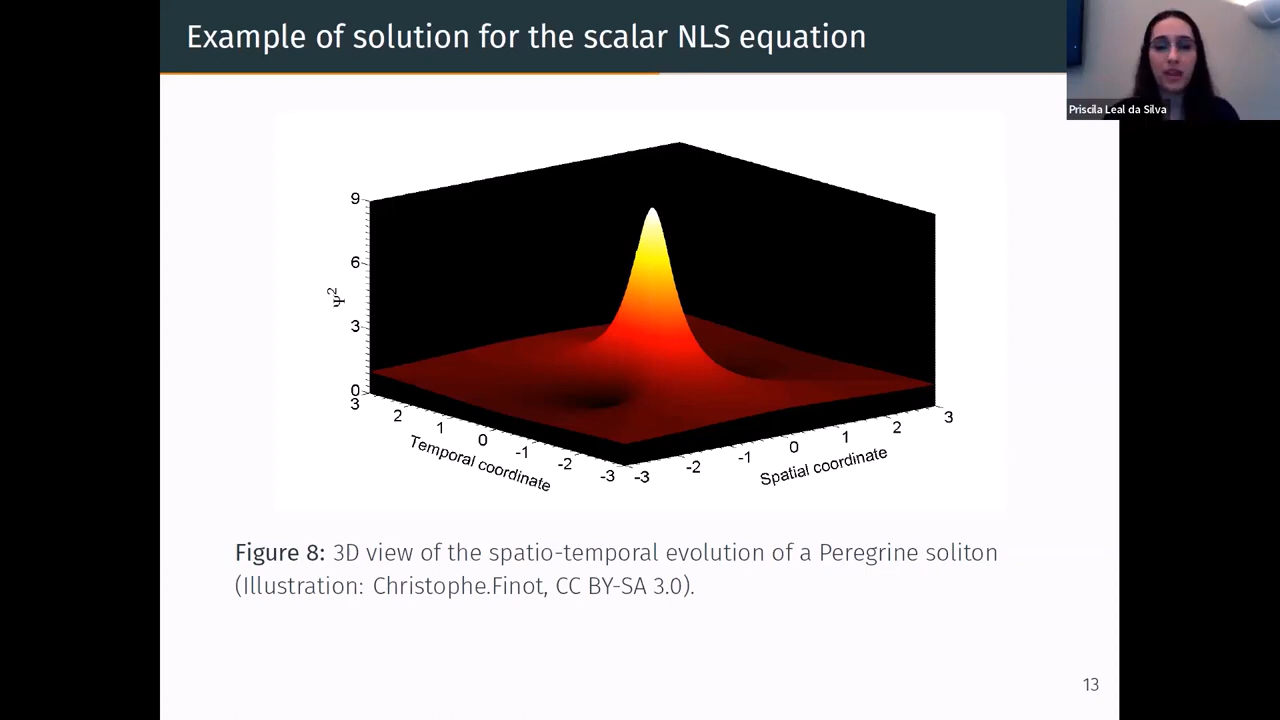 Example of solution for the scalar NLS equation
Priscila Leal da Silva
9
6
3
0
Ψ²
3
2
1
0
-1
-2
-3
Temporal coordinate
-3
-2
-1
0
1
2
3
Spatial coordinate
Figure 8: 3D view of the spatio-temporal evolution of a Peregrine soliton
(Illustration: Christophe.Finot, CC BY-SA 3.0).
13